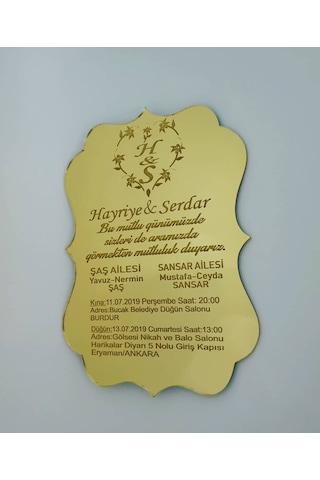 H
&
S
Hayriye & Serdar
Bu mutlu günümüzde
sizleri de aramızda
görmekten mutluluk duyarız.
ŞAŞ AİLESİ
Yavuz-Nermin
ŞAŞ
SANSAR AİLESİ
Mustafa-Ceyda
SANSAR
Kına:11.07.2019 Perşembe Saat: 20:00
Adres:Bucak Belediye Düğün Salonu
BURDUR
Düğün:13.07.2019 Cumartesi Saat:13:00
Adres:Gölsesi Nikah ve Balo Salonu
Harikalar Diyarı 5 Nolu Giriş Kapısı
Eryaman/ANKARA